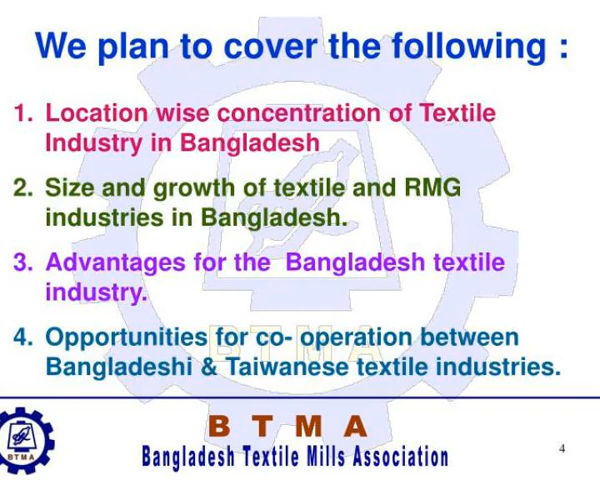 We plan to cover the following :
1. Location wise concentration of Textile
Industry in Bangladesh
2. Size and growth of textile and RMG
industries in Bangladesh.
3. Advantages for the  Bangladesh textile
industry.
4. Opportunities for co- operation between
Bangladeshi & Taiwanese textile industries.
BTMA
B T M A
Bangladesh Textile Mills Association
4
BTMA